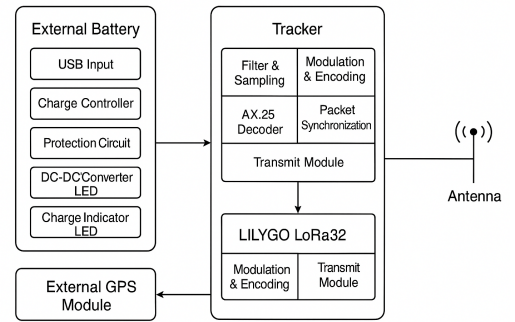 External Battery
USB Input
Charge Controller
Protection Circuit
DC-DC'Converter
LED
Charge Indicator
LED
External GPS
Module
Tracker
Filter &
Sampling
Modulation
& Encoding
AX.25
Decoder
Packet
Synchronization
Transmit Module
LILYGO LoRa32
Modulation
& Encoding
Transmit
Module
Antenna